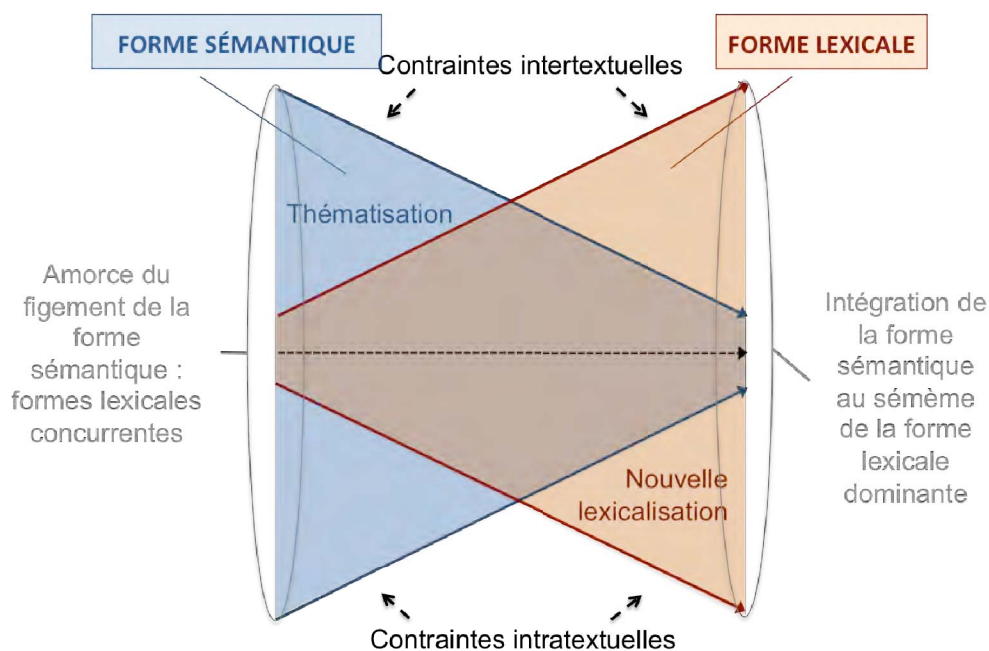 FORME SÉMANTIQUE
FORME LEXICALE
Contraintes intertextuelles
Thématisation
Amorce du
figement de la
forme
sémantique :
formes lexicales
concurrentes
Intégration de
la forme
sémantique
au sémème
de la forme
lexicale
dominante
Nouvelle
lexicalisation
Contraintes intratextuelles